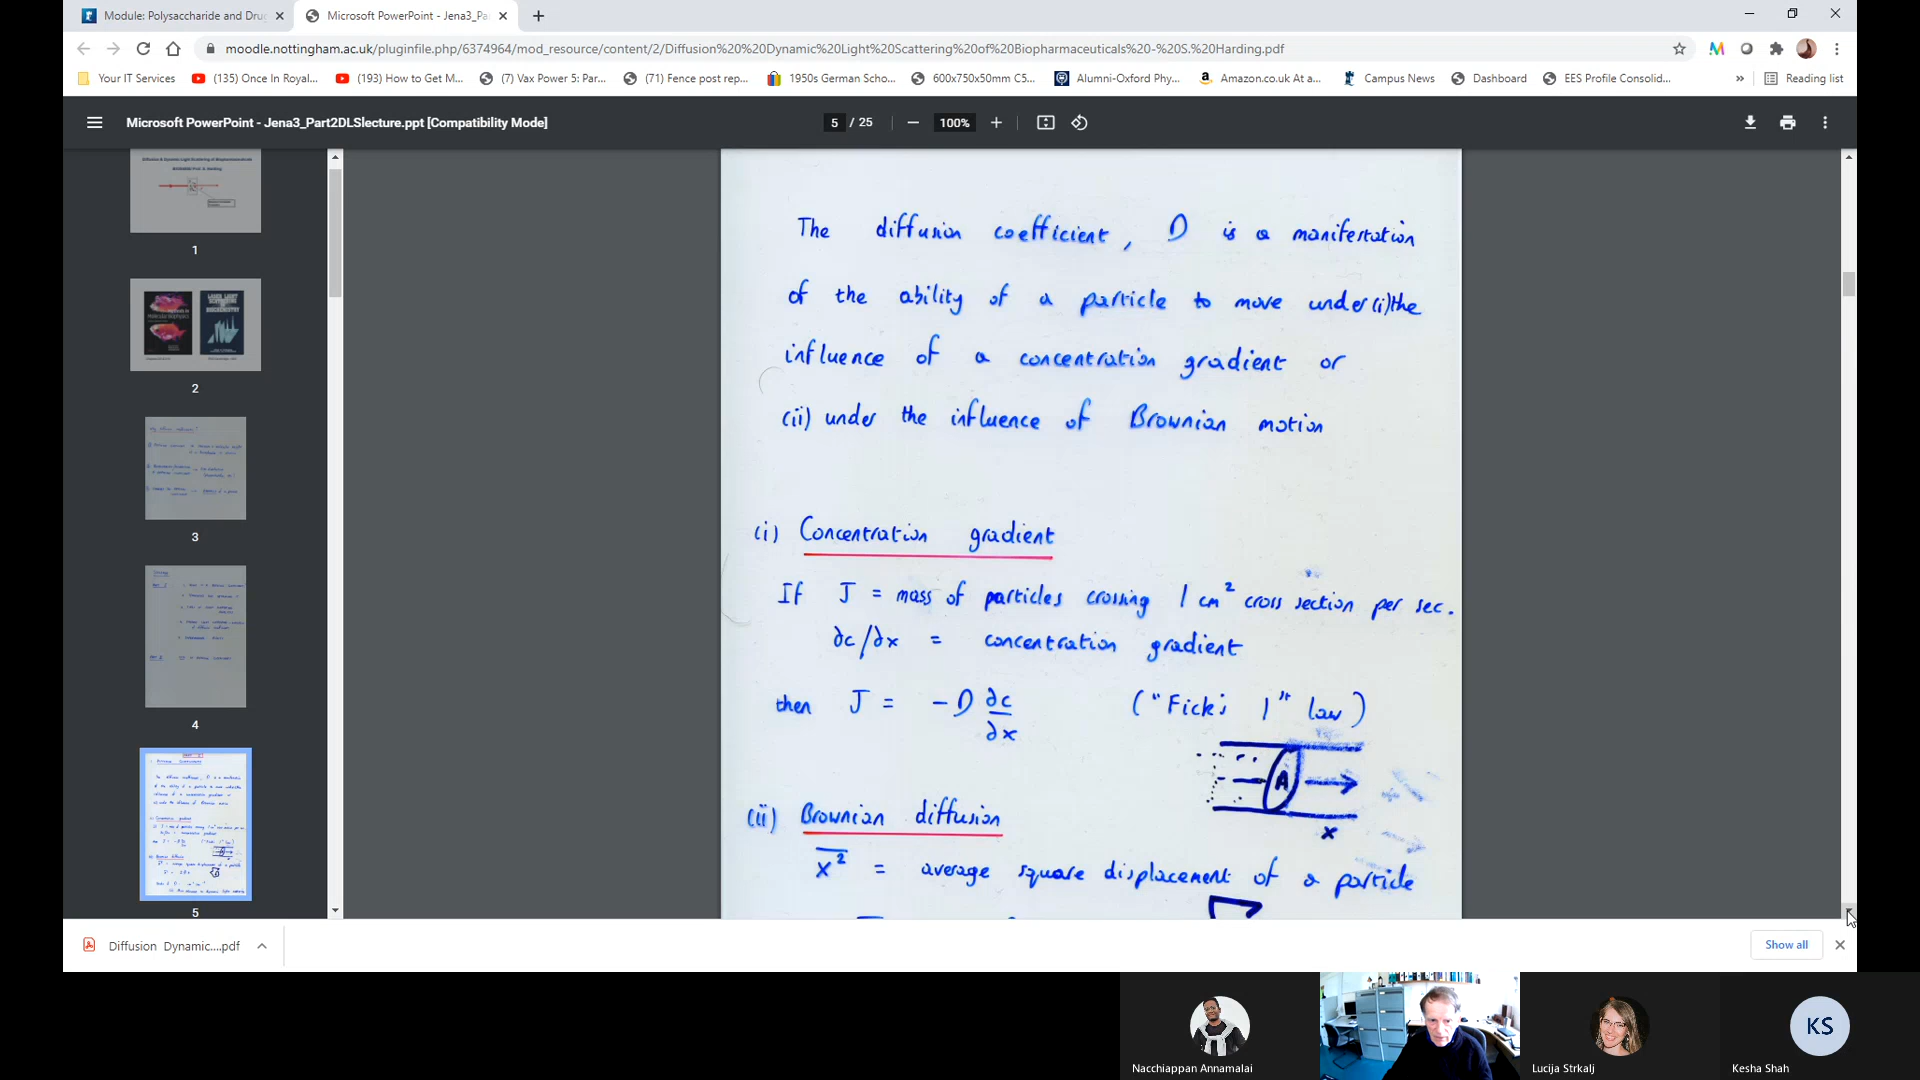 Module: Polysaccharide and Drug
Microsoft PowerPoint - Jena3_Pa
moodle.nottingham.ac.uk/pluginfile.php/6374964/mod_resource/content/2/Diffusion%20%20Dynamic%20Light%20Scattering%20of%20Biopharmaceuticals%20-%20S.%20Harding.pdf
Your IT Services (135) Once In Royal... (193) How to Get M... (7) Vax Power 5: Par... (71) Fence post rep... 1950s German Scho... 600x750x50mm C5... Alumni-Oxford Phy... Amazon.co.uk At a... Campus News Dashboard EES Profile Consolid... » Reading list
Microsoft PowerPoint - Jena3_Part2DLSlecture.ppt [Compatibility Mode] 5 / 25 100%
1
2
3
4
5
The diffusion coefficient, D is a manifestation
of the ability of a particle to move under (i) the
influence of a concentration gradient or
(ii) under the influence of Brownian motion
(i) Concentration gradient
If J = mass of particles crossing 1 cm² cross section per sec.
∂c/∂x = concentration gradient
then J = -D ∂c/∂x ("Fick's 1st law)
A
x
(ii) Brownian diffusion
x̄² = average square displacement of a particle
Diffusion Dynamic....pdf
Show all
KS
Nacchiappan Annamalai
Lucija Strkalj
Kesha Shah